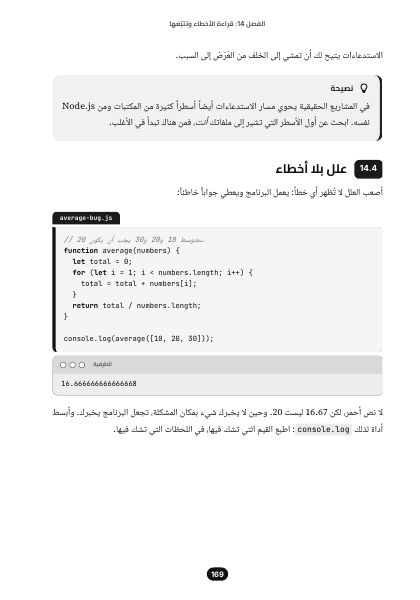 الفصل 14: قراءة الأخطاء وتتبّعها
الاستدعاءات يتيح لك أن تمشي إلى الخلف من العَرَض إلى السبب.
نصيحة
في المشاريع الحقيقية يحوي مسار الاستدعاءات أيضاً أسطراً كثيرة من المكتبات ومن Node.js
نفسه. ابحث عن أول الأسطر التي تشير إلى ملفاتك أنت، فمن هناك تبدأ في الأغلب.
14.4 علل بلا أخطاء
أصعب العلل لا تُظهر أي خطأ: يعمل البرنامج ويعطي جواباً خاطئاً:
average-bug.js
// متوسط 10 و20 و30 يجب أن يكون 20…
function average(numbers) {
  let total = 0;
  for (let i = 1; i < numbers.length; i++) {
    total = total + numbers[i];
  }
  return total / numbers.length;
}
console.log(average([10, 20, 30]));
الطرفية
16.666666666666668
لا نص أحمر، لكن 16.67 ليست 20. وحين لا يخبرك شيء بمكان المشكلة، تجعل البرنامج يخبرك. وأبسط
أداة لذلك console.log: اطبع القيم التي تشك فيها، في اللحظات التي تشك فيها.
169